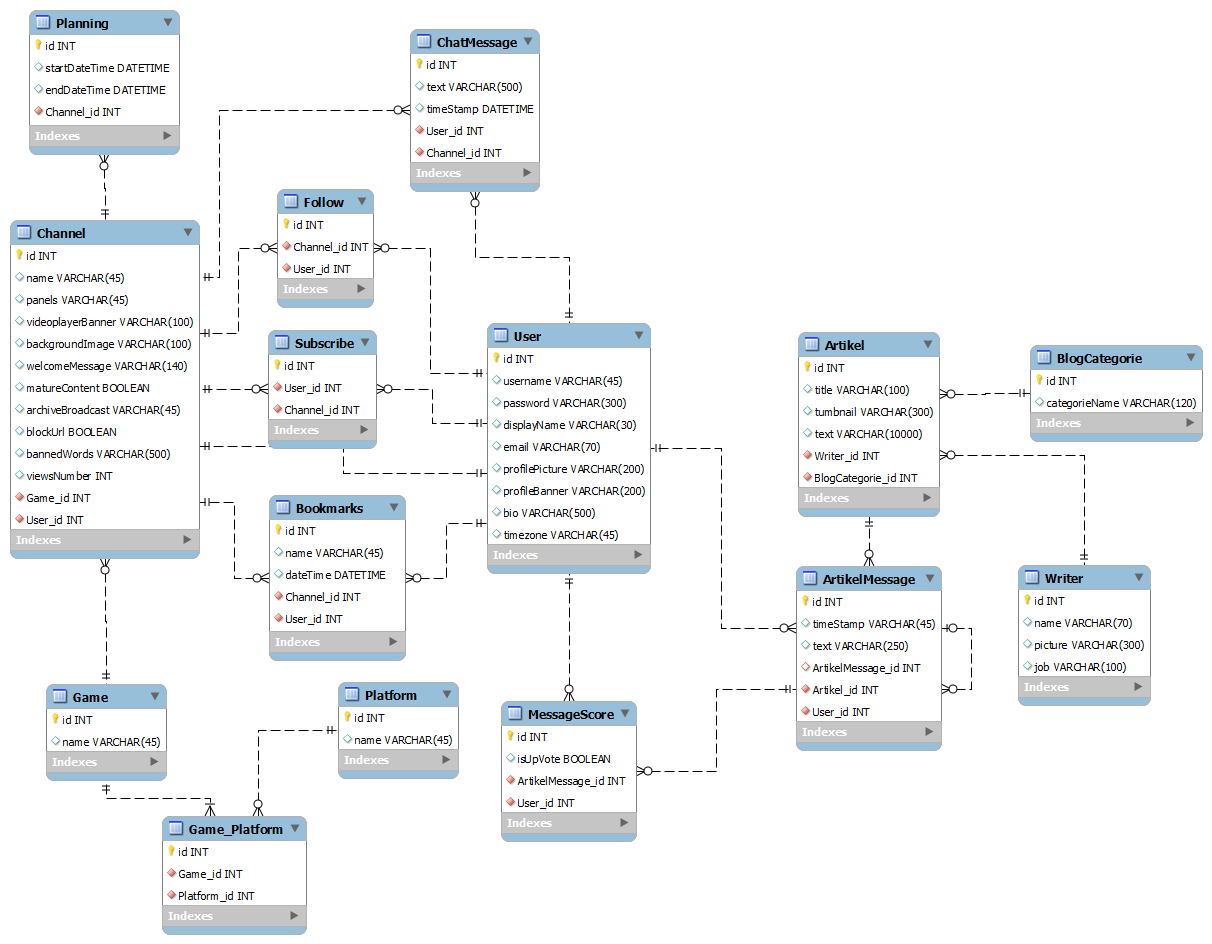 Planning
id INT
startDateTime DATETIME
endDateTime DATETIME
Channel_id INT
Indexes
ChatMessage
id INT
text VARCHAR(500)
timeStamp DATETIME
User_id INT
Channel_id INT
Indexes
Follow
id INT
Channel_id INT
User_id INT
Indexes
Channel
id INT
name VARCHAR(45)
panels VARCHAR(45)
videoplayerBanner VARCHAR(100)
backgroundImage VARCHAR(100)
welcomeMessage VARCHAR(140)
matureContent BOOLEAN
archiveBroadcast VARCHAR(45)
blockUrl BOOLEAN
bannedWords VARCHAR(500)
viewsNumber INT
Game_id INT
User_id INT
Indexes
Subscribe
id INT
User_id INT
Channel_id INT
Indexes
User
id INT
username VARCHAR(45)
password VARCHAR(300)
displayName VARCHAR(30)
email VARCHAR(70)
profilePicture VARCHAR(200)
profileBanner VARCHAR(200)
bio VARCHAR(500)
timezone VARCHAR(45)
Indexes
Artikel
id INT
title VARCHAR(100)
tumbnail VARCHAR(300)
text VARCHAR(10000)
Writer_id INT
BlogCategorie_id INT
Indexes
BlogCategorie
id INT
categorieName VARCHAR(120)
Indexes
Bookmarks
id INT
name VARCHAR(45)
dateTime DATETIME
Channel_id INT
User_id INT
Indexes
ArtikelMessage
id INT
timeStamp VARCHAR(45)
text VARCHAR(250)
ArtikelMessage_id INT
Artikel_id INT
User_id INT
Indexes
Writer
id INT
name VARCHAR(70)
picture VARCHAR(300)
job VARCHAR(100)
Indexes
Game
id INT
name VARCHAR(45)
Indexes
Platform
id INT
name VARCHAR(45)
Indexes
MessageScore
id INT
isUpVote BOOLEAN
ArtikelMessage_id INT
User_id INT
Indexes
Game_Platform
id INT
Game_id INT
Platform_id INT
Indexes